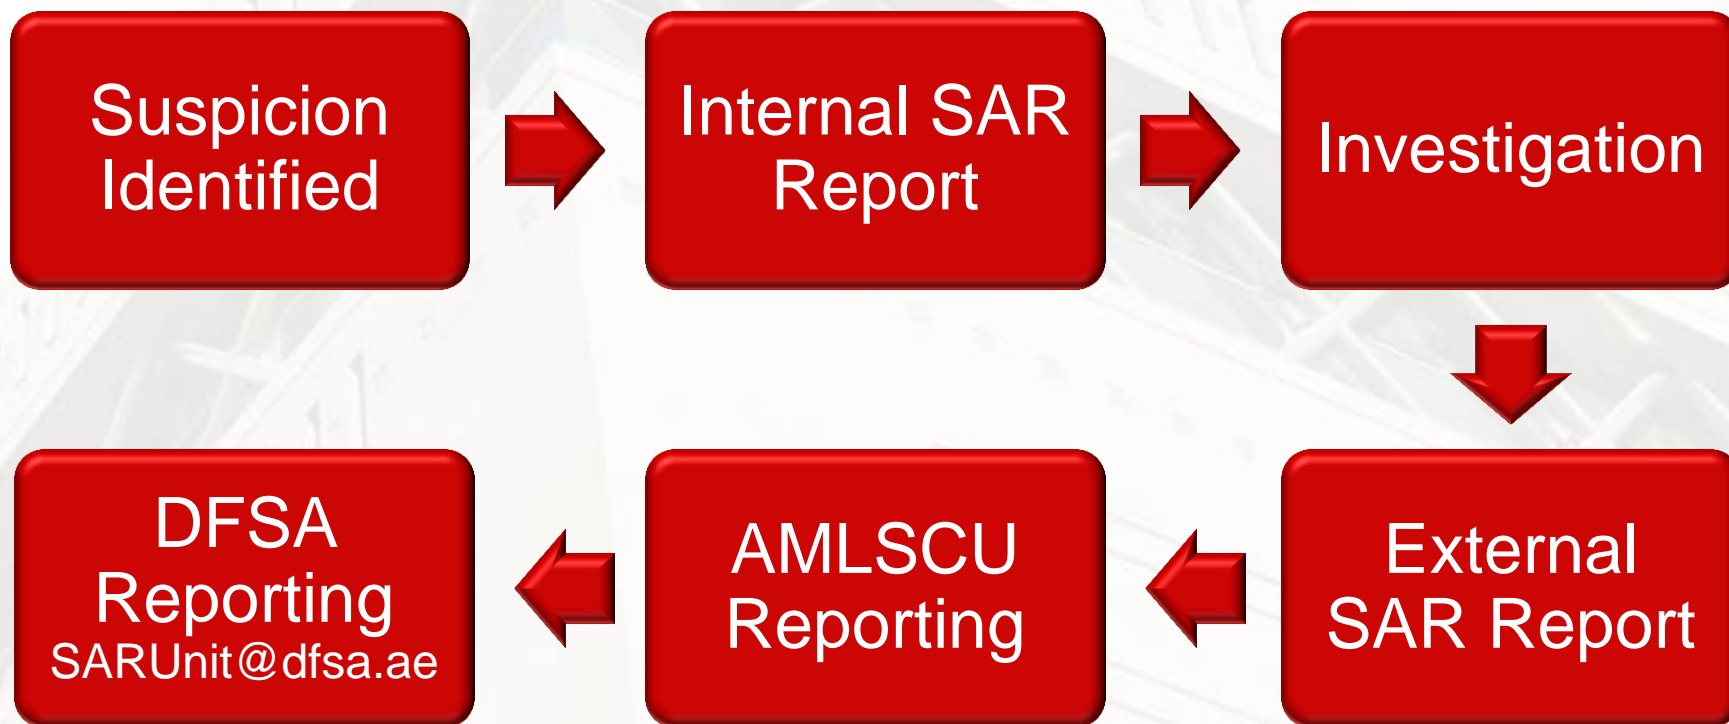 Suspicion
Identified
Internal SAR
Report
Investigation
External
SAR Report
AMLSCU
Reporting
DFSA
Reporting
SARUnit@dfsa.ae